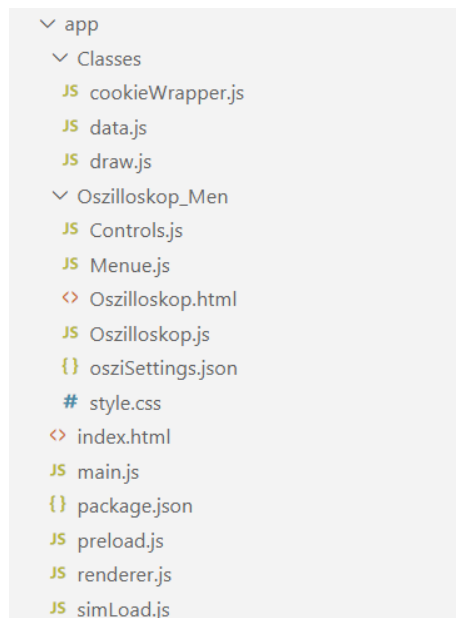 app
Classes
JS cookieWrapper.js
JS data.js
JS draw.js
Oszilloskop_Men
JS Controls.js
JS Menue.js
<> Oszilloskop.html
JS Oszilloskop.js
{} osziSettings.json
# style.css
<> index.html
JS main.js
{} package.json
JS preload.js
JS renderer.js
JS simLoad.js